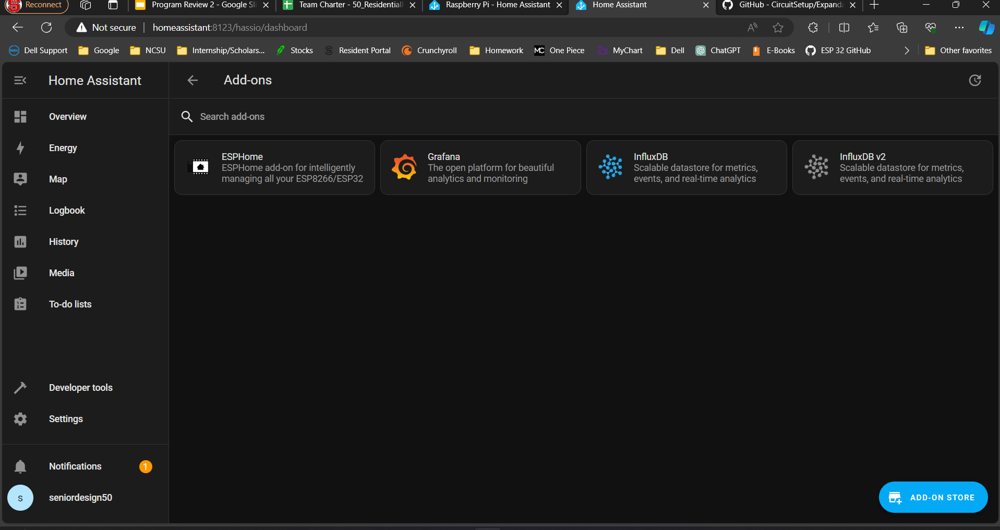 Reconnect
Program Review 2 - Google Sli
Team Charter - 50_Residential
Raspberry Pi - Home Assistant
Home Assistant
GitHub - CircuitSetup/Expanda
Not secure
homeassistant:8123/hassio/dashboard
Dell Support
Google
NCSU
Internship/Scholars...
Stocks
Resident Portal
Crunchyroll
Homework
MC One Piece
MyChart
Dell
ChatGPT
E-Books
ESP 32 GitHub
Other favorites
Home Assistant
Overview
Energy
Map
Logbook
History
Media
To-do lists
Developer tools
Settings
Notifications
1
s
seniordesign50
Add-ons
Search add-ons
ESPHome
ESPHome add-on for intelligently
managing all your ESP8266/ESP32
Grafana
The open platform for beautiful
analytics and monitoring
InfluxDB
Scalable datastore for metrics,
events, and real-time analytics
InfluxDB v2
Scalable datastore for metrics,
events, and real-time analytics
ADD-ON STORE